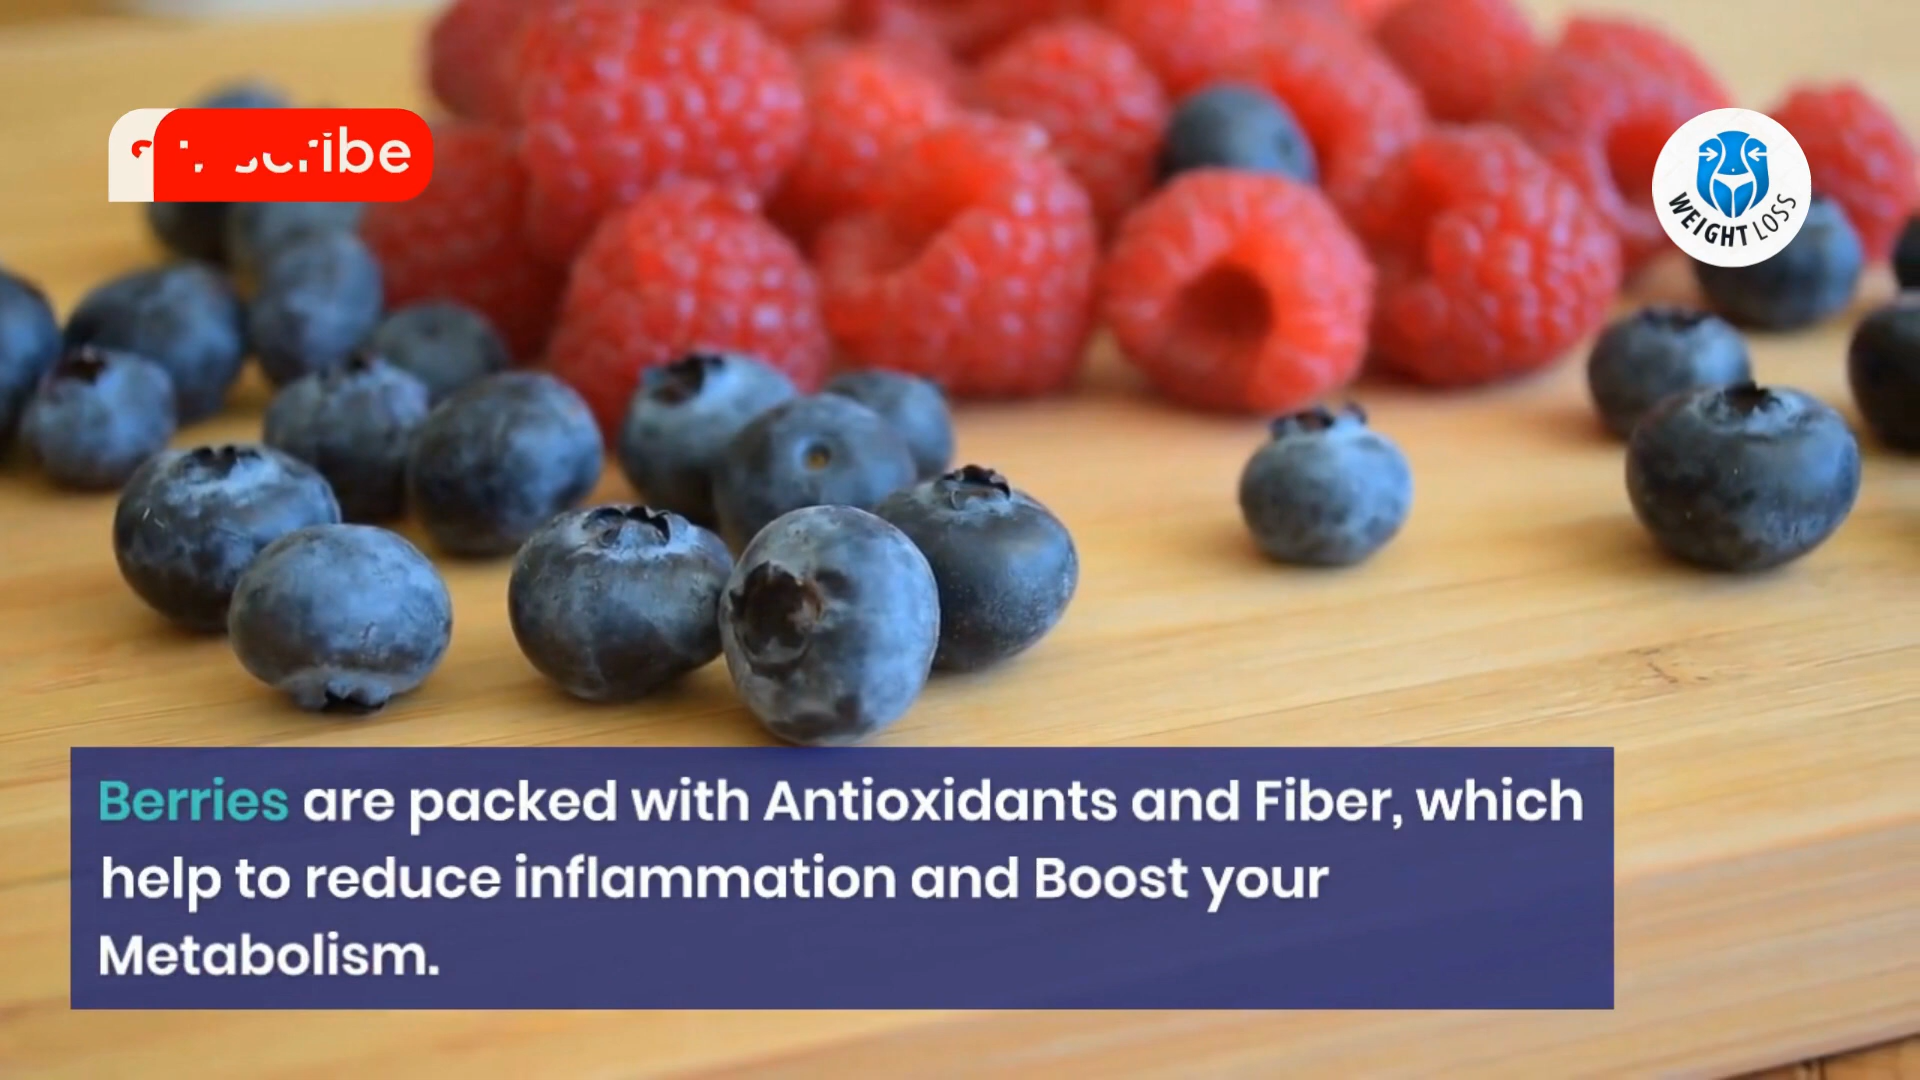 WEIGHT LOSS
Berries are packed with Antioxidants and Fiber, which
help to reduce inflammation and Boost your
Metabolism.